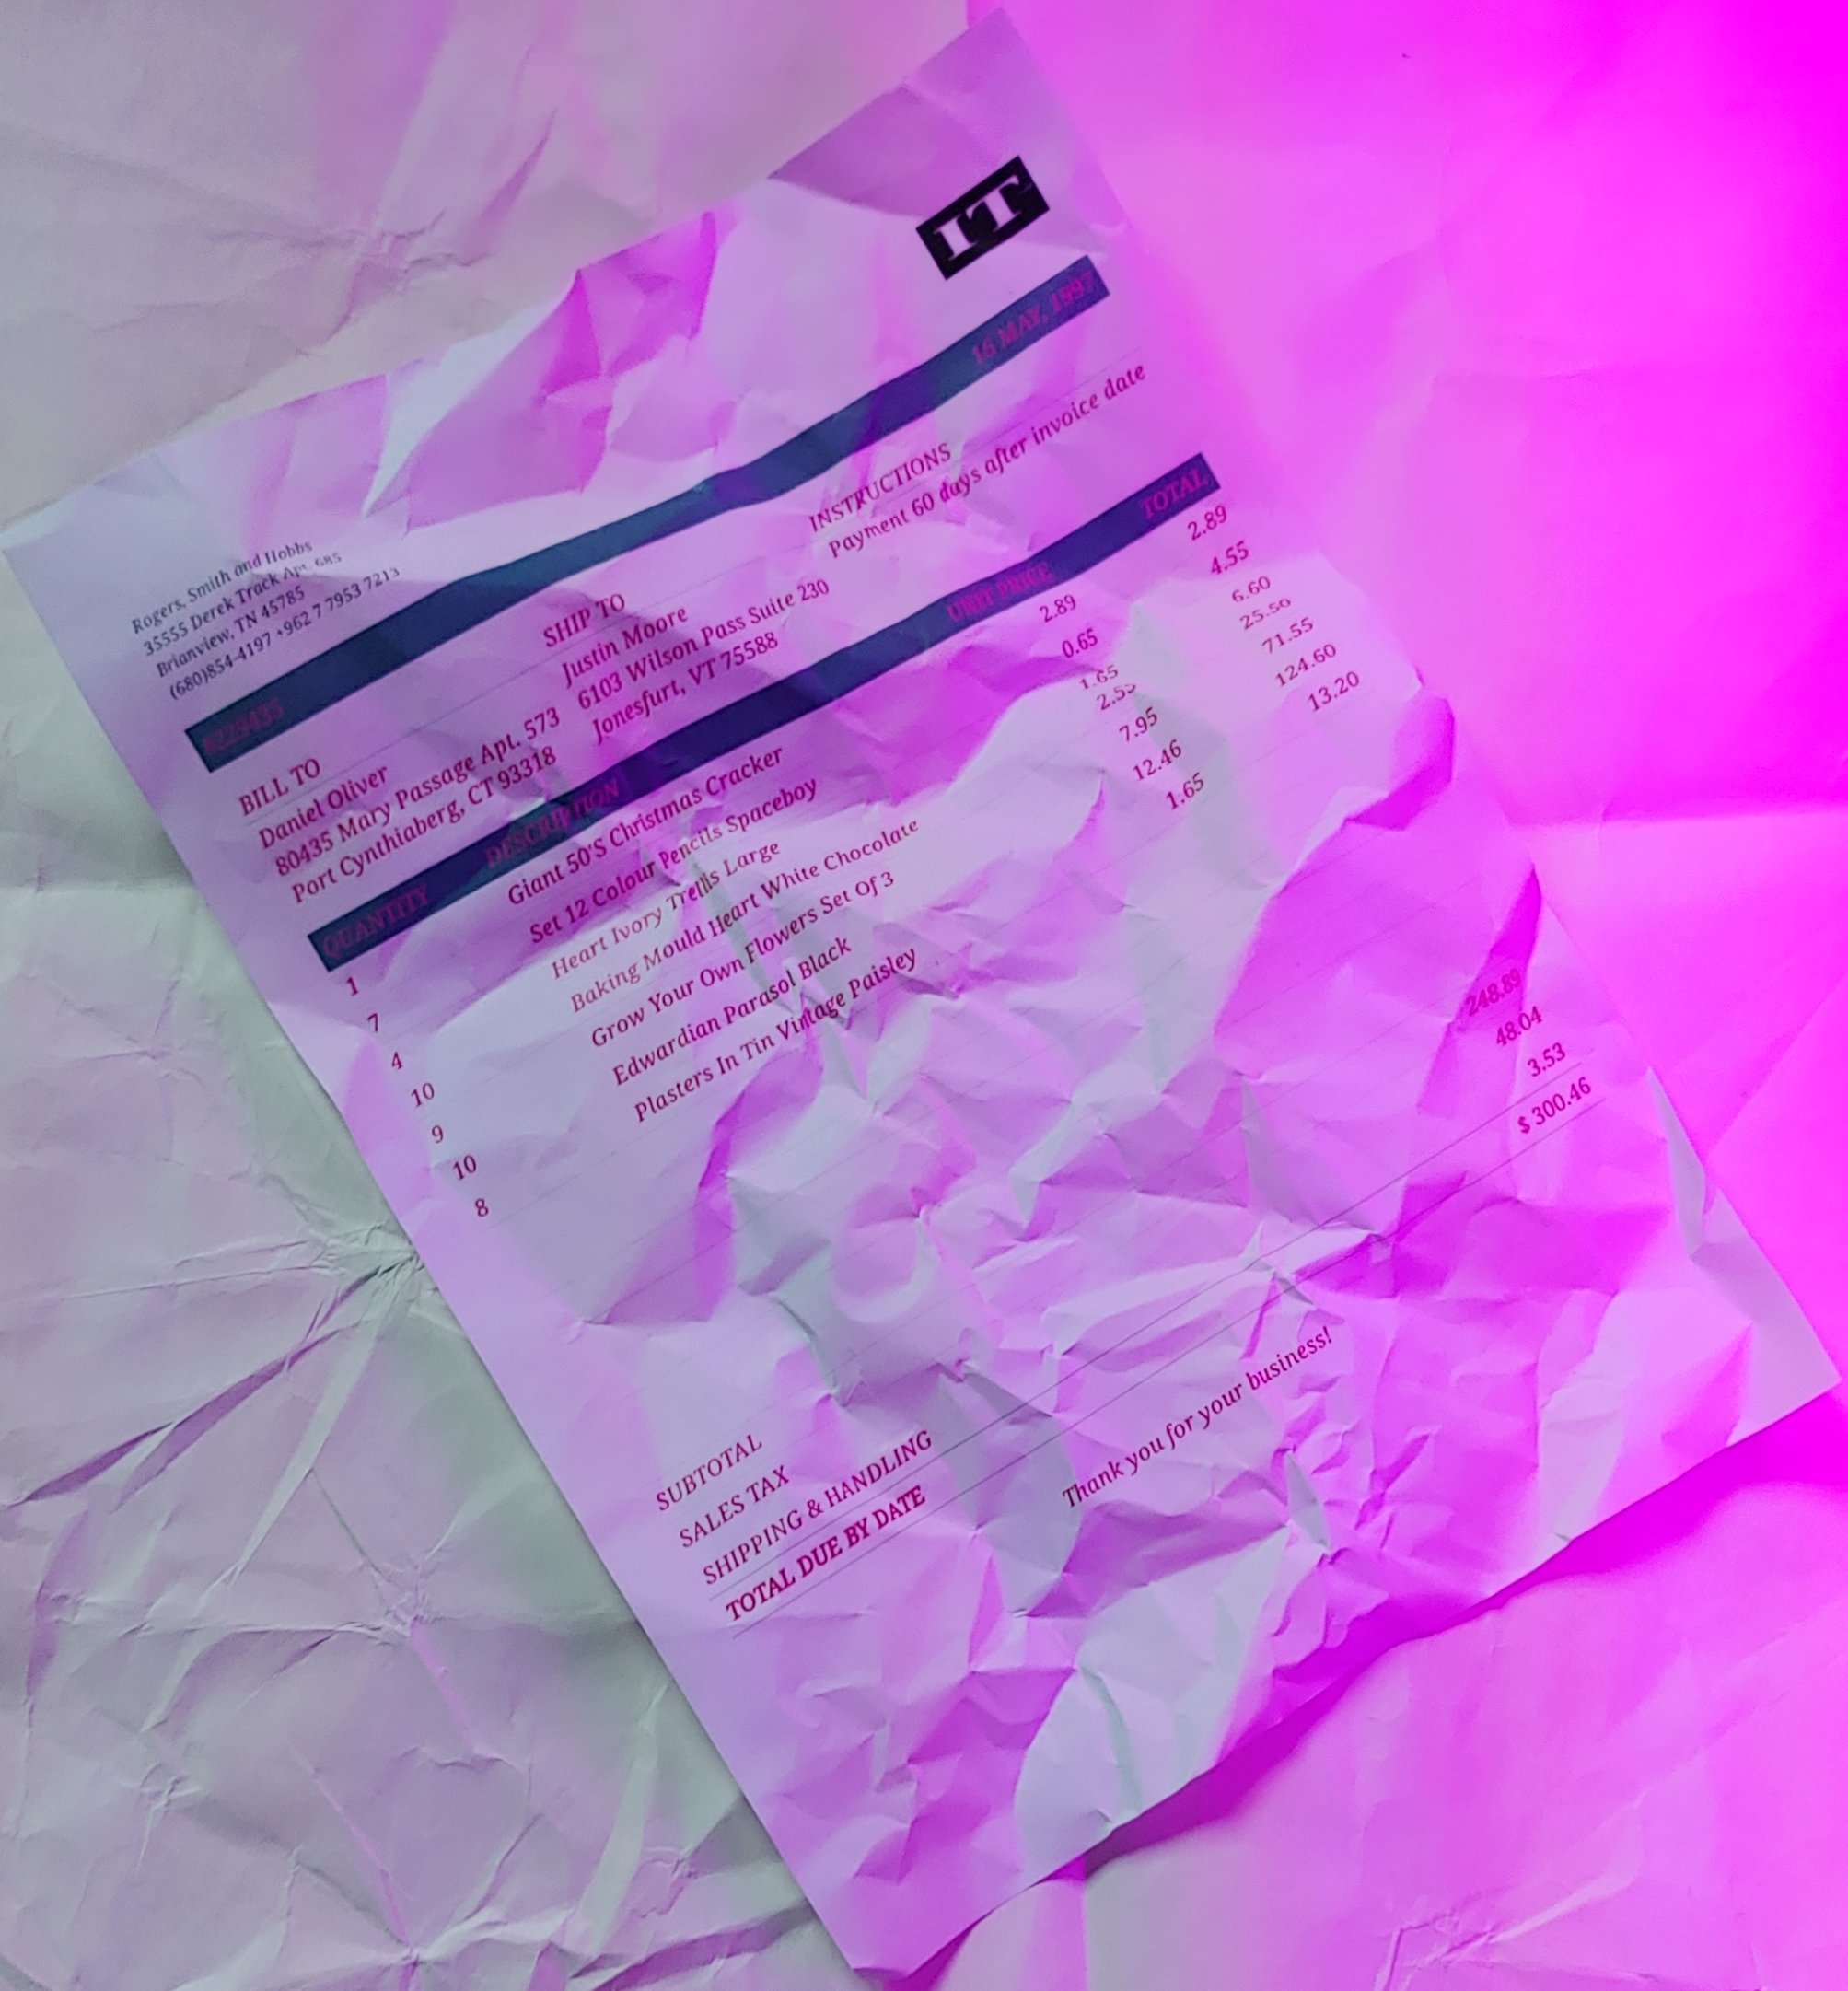 IT
Rogers, Smith and Hobbs
35555 Derek Track Apt. 685
Brianview, TN 45785
(680)854-4197 +962 7 7953 7213
16 MAY, 1997
BILL TO
Daniel Oliver
80435 Mary Passage Apt. 573
Port Cynthiaberg, CT 93318
SHIP TO
Justin Moore
6103 Wilson Pass Suite 230
Jonesfurt, VT 75588
INSTRUCTIONS
Payment 60 days after invoice date
QUANTITY DESCRIPTION UNIT PRICE TOTAL
1 Giant 50'S Christmas Cracker 2.89 2.89
7 Set 12 Colour Pencils Spaceboy 0.65 4.55
4 Heart Ivory Trellis Large 1.65 6.60
10 Baking Mould Heart White Chocolate 2.55 25.50
9 Grow Your Own Flowers Set Of 3 7.95 71.55
10 Edwardian Parasol Black 12.46 124.60
8 Plasters In Tin Vintage Paisley 1.65 13.20
SUBTOTAL 248.89
SALES TAX 48.04
SHIPPING & HANDLING 3.53
TOTAL DUE BY DATE $ 300.46
Thank you for your business!